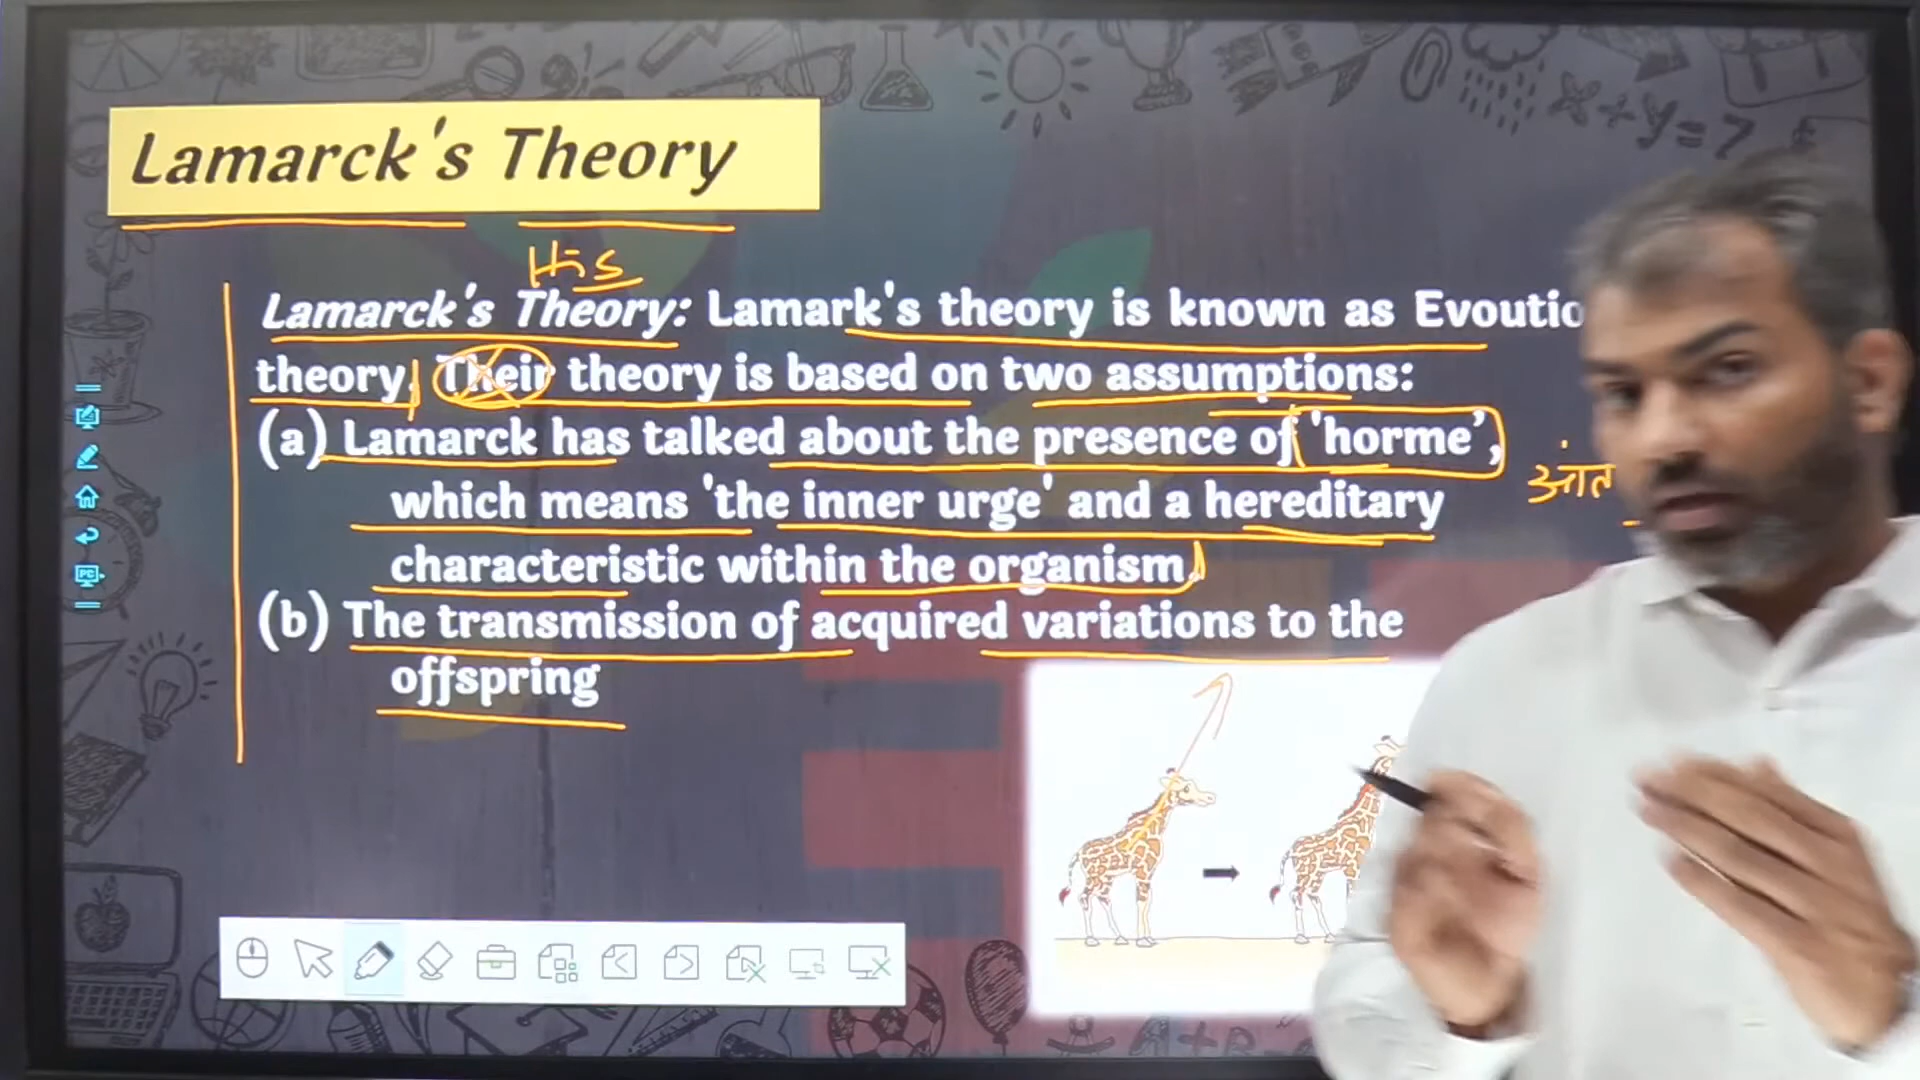 x+y=7
Lamarck's Theory
His
Lamarck's Theory: Lamark's theory is known as Evoutio
theory. Their theory is based on two assumptions:
(a) Lamarck has talked about the presence of 'horme',
which means 'the inner urge' and a hereditary
आंत
characteristic within the organism.
(b) The transmission of acquired variations to the
offspring
PC
A+B=